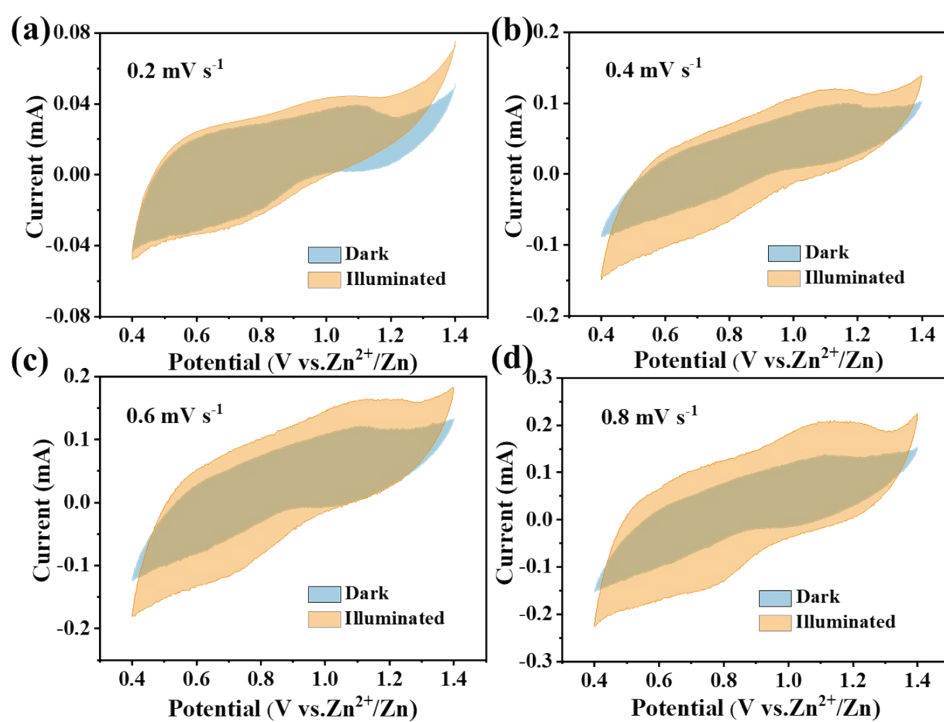 (a)
0.2 mV s⁻¹
0.08
0.04
0.00
-0.04
-0.08
Current (mA)
Dark
Illuminated
0.4 0.6 0.8 1.0 1.2 1.4
Potential (V vs.Zn²⁺/Zn)
(b)
0.4 mV s⁻¹
0.2
0.1
0.0
-0.1
-0.2
Current (mA)
Dark
Illuminated
0.4 0.6 0.8 1.0 1.2 1.4
Potential (V vs.Zn²⁺/Zn)
(c)
0.6 mV s⁻¹
0.2
0.1
0.0
-0.1
-0.2
Current (mA)
Dark
Illuminated
0.4 0.6 0.8 1.0 1.2 1.4
Potential (V vs.Zn²⁺/Zn)
(d)
0.8 mV s⁻¹
0.3
0.2
0.1
0.0
-0.1
-0.2
-0.3
Current (mA)
Dark
Illuminated
0.4 0.6 0.8 1.0 1.2 1.4
Potential (V vs.Zn²⁺/Zn)